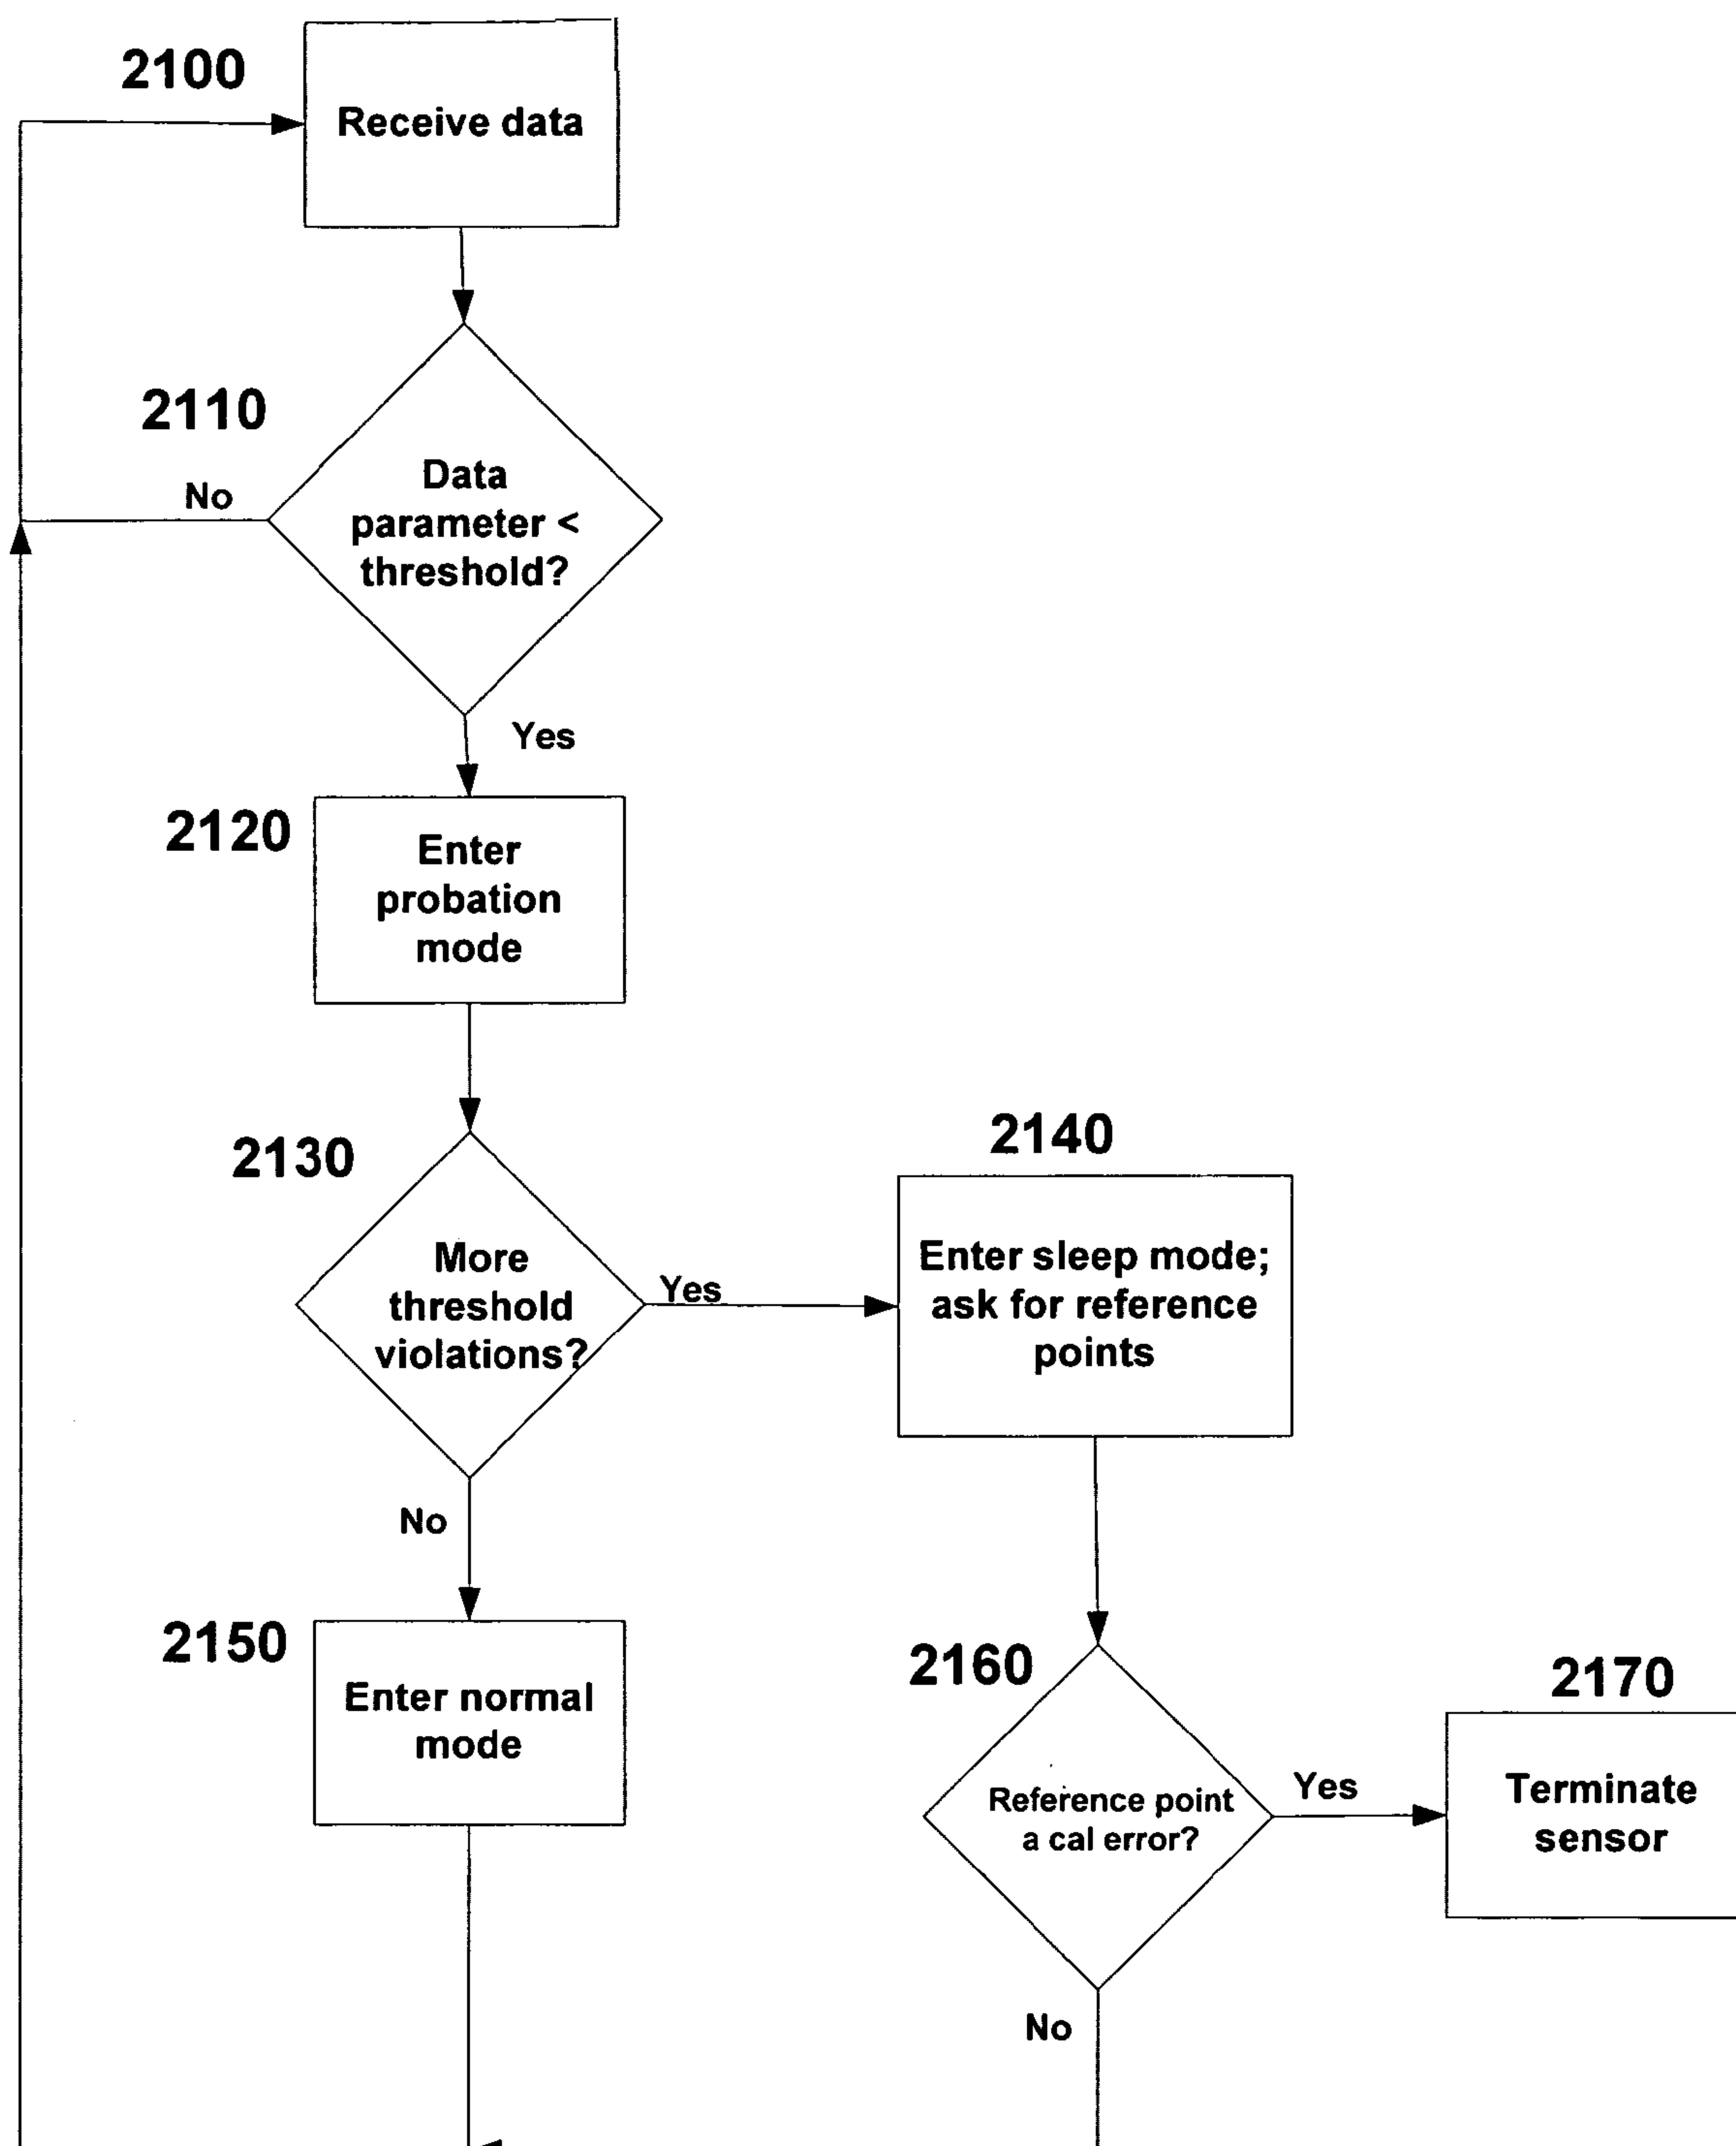 2100
Receive data
2110
Data
parameter <
threshold?
No
Yes
2120
Enter
probation
mode
2130
More
threshold
violations?
Yes
2140
Enter sleep mode;
ask for reference
points
No
2150
Enter normal
mode
2160
Reference point
a cal error?
Yes
2170
Terminate
sensor
No